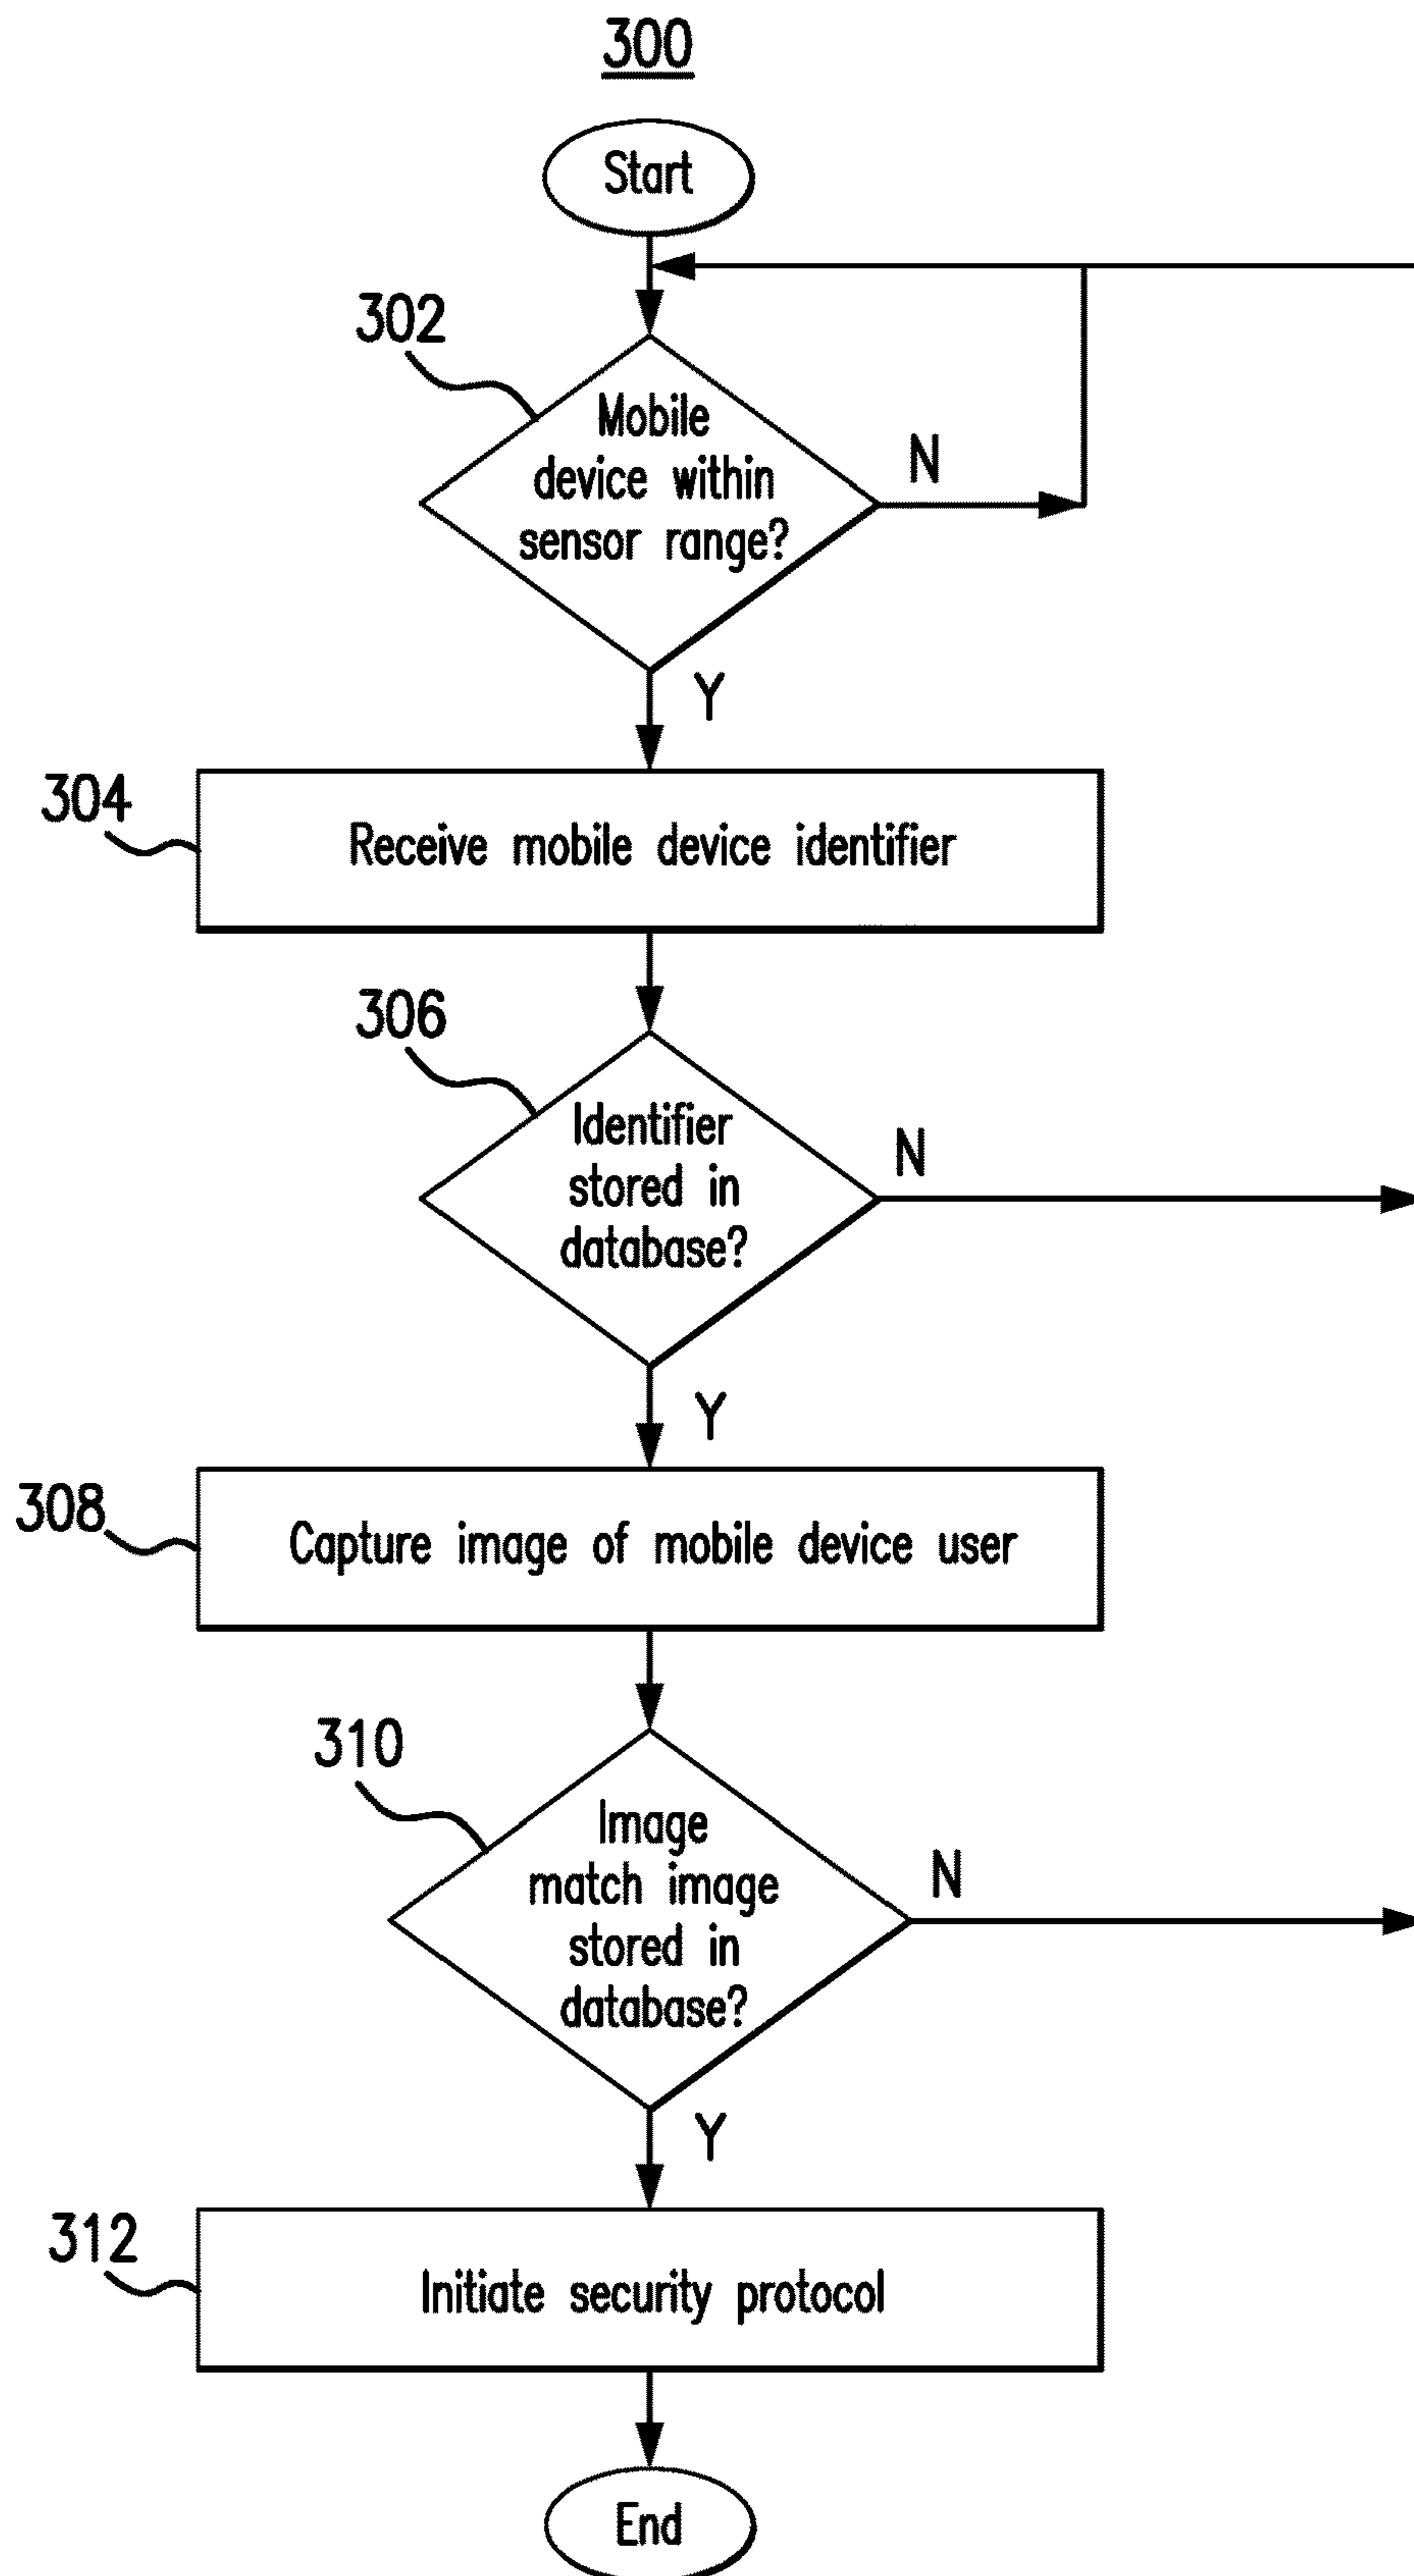 300
Start
302
Mobile
device within
sensor range?
N
Y
304
Receive mobile device identifier
306
Identifier
stored in
database?
N
Y
308
Capture image of mobile device user
310
Image
match image
stored in
database?
N
Y
312
Initiate security protocol
End